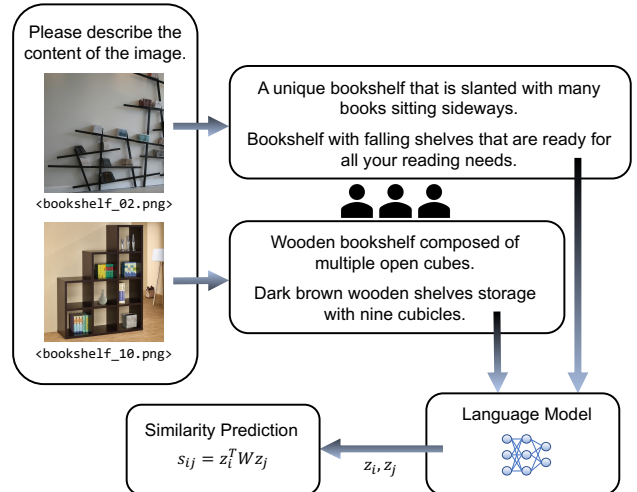 Please describe the
content of the image.
<bookshelf_02.png>
<bookshelf_10.png>
A unique bookshelf that is slanted with many
books sitting sideways.
Bookshelf with falling shelves that are ready for
all your reading needs.
Wooden bookshelf composed of
multiple open cubes.
Dark brown wooden shelves storage
with nine cubicles.
Language Model
z_i, z_j
Similarity Prediction
s_{ij} = z_i^T W z_j